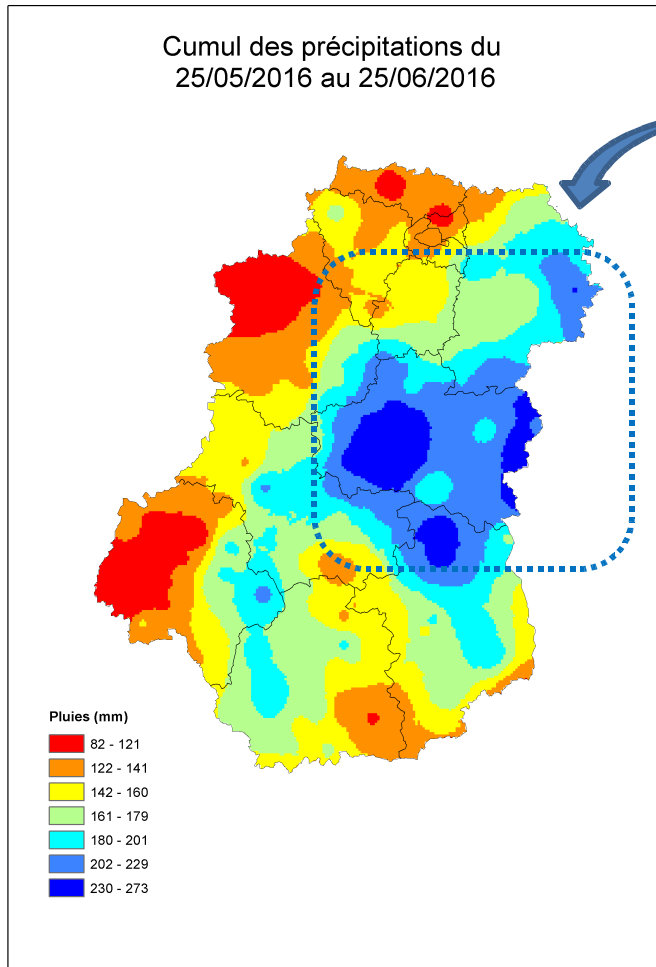 Cumul des précipitations du
25/05/2016 au 25/06/2016
Pluies (mm)
82 - 121
122 - 141
142 - 160
161 - 179
180 - 201
202 - 229
230 - 273